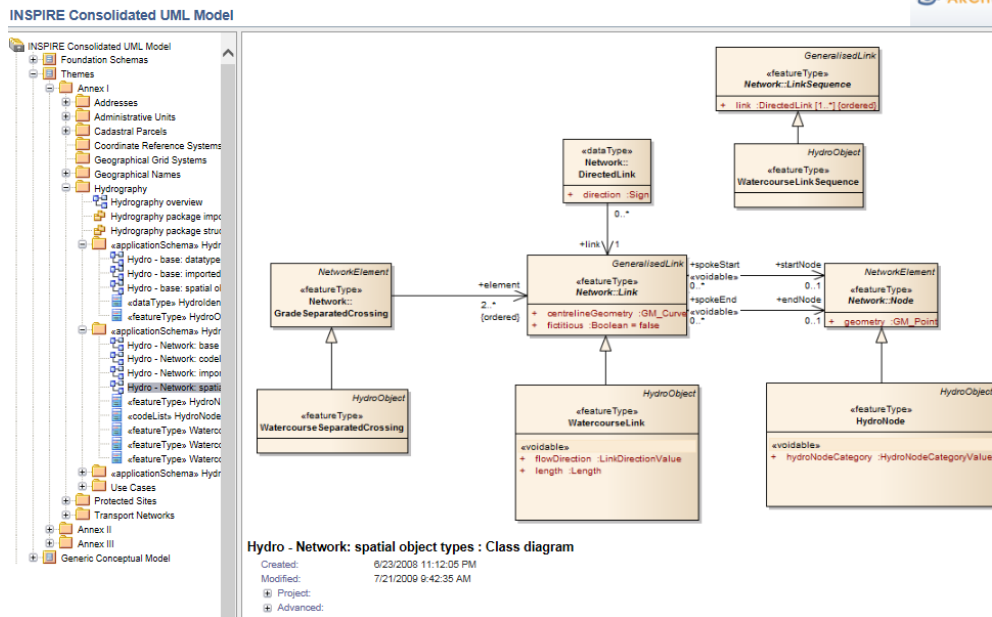 INSPIRE Consolidated UML Model
INSPIRE Consolidated UML Model
Foundation Schemas
Themes
Annex I
Addresses
Administrative Units
Cadastral Parcels
Coordinate Reference Systems
Geographical Grid Systems
Geographical Names
Hydrography
Hydrography overview
Hydrography package impo
Hydrography package stru
«applicationSchema» Hydr
Hydro - base: datatype
Hydro - base: imported
Hydro - base: spatial o
«dataType» HydroIden
«featureType» HydroO
«applicationSchema» Hydr
Hydro - Network: base
Hydro - Network: codel
Hydro - Network: impor
Hydro - Network: spatia
«featureType» HydroN
«codeList» HydroNode
«featureType» Waterco
«featureType» Waterco
«featureType» Waterco
«applicationSchema» Hydr
Use Cases
Protected Sites
Transport Networks
Annex II
Annex III
Generic Conceptual Model
GeneralisedLink
«featureType»
Network::LinkSequence
+ link :DirectedLink [1..*] {ordered}
HydroObject
«featureType»
WatercourseLinkSequence
«dataType»
Network::
DirectedLink
+ direction :Sign
0..*
+link
1
NetworkElement
«featureType»
Network::
GradeSeparatedCrossing
+element
2..*
{ordered}
GeneralisedLink
«featureType»
Network::Link
+ centrelineGeometry :GM_Curve
+ fictitious :Boolean = false
+spokeStart
«voidable»
0..*
+startNode
0..1
+spokeEnd
«voidable»
0..*
+endNode
0..1
NetworkElement
«featureType»
Network::Node
+ geometry :GM_Point
HydroObject
«featureType»
WatercourseSeparatedCrossing
HydroObject
«featureType»
WatercourseLink
«voidable»
+ flowDirection :LinkDirectionValue
+ length :Length
HydroObject
«featureType»
HydroNode
«voidable»
+ hydroNodeCategory :HydroNodeCategoryValue
Hydro - Network: spatial object types : Class diagram
Created: 6/23/2008 11:12:05 PM
Modified: 7/21/2009 9:42:35 AM
Project:
Advanced: